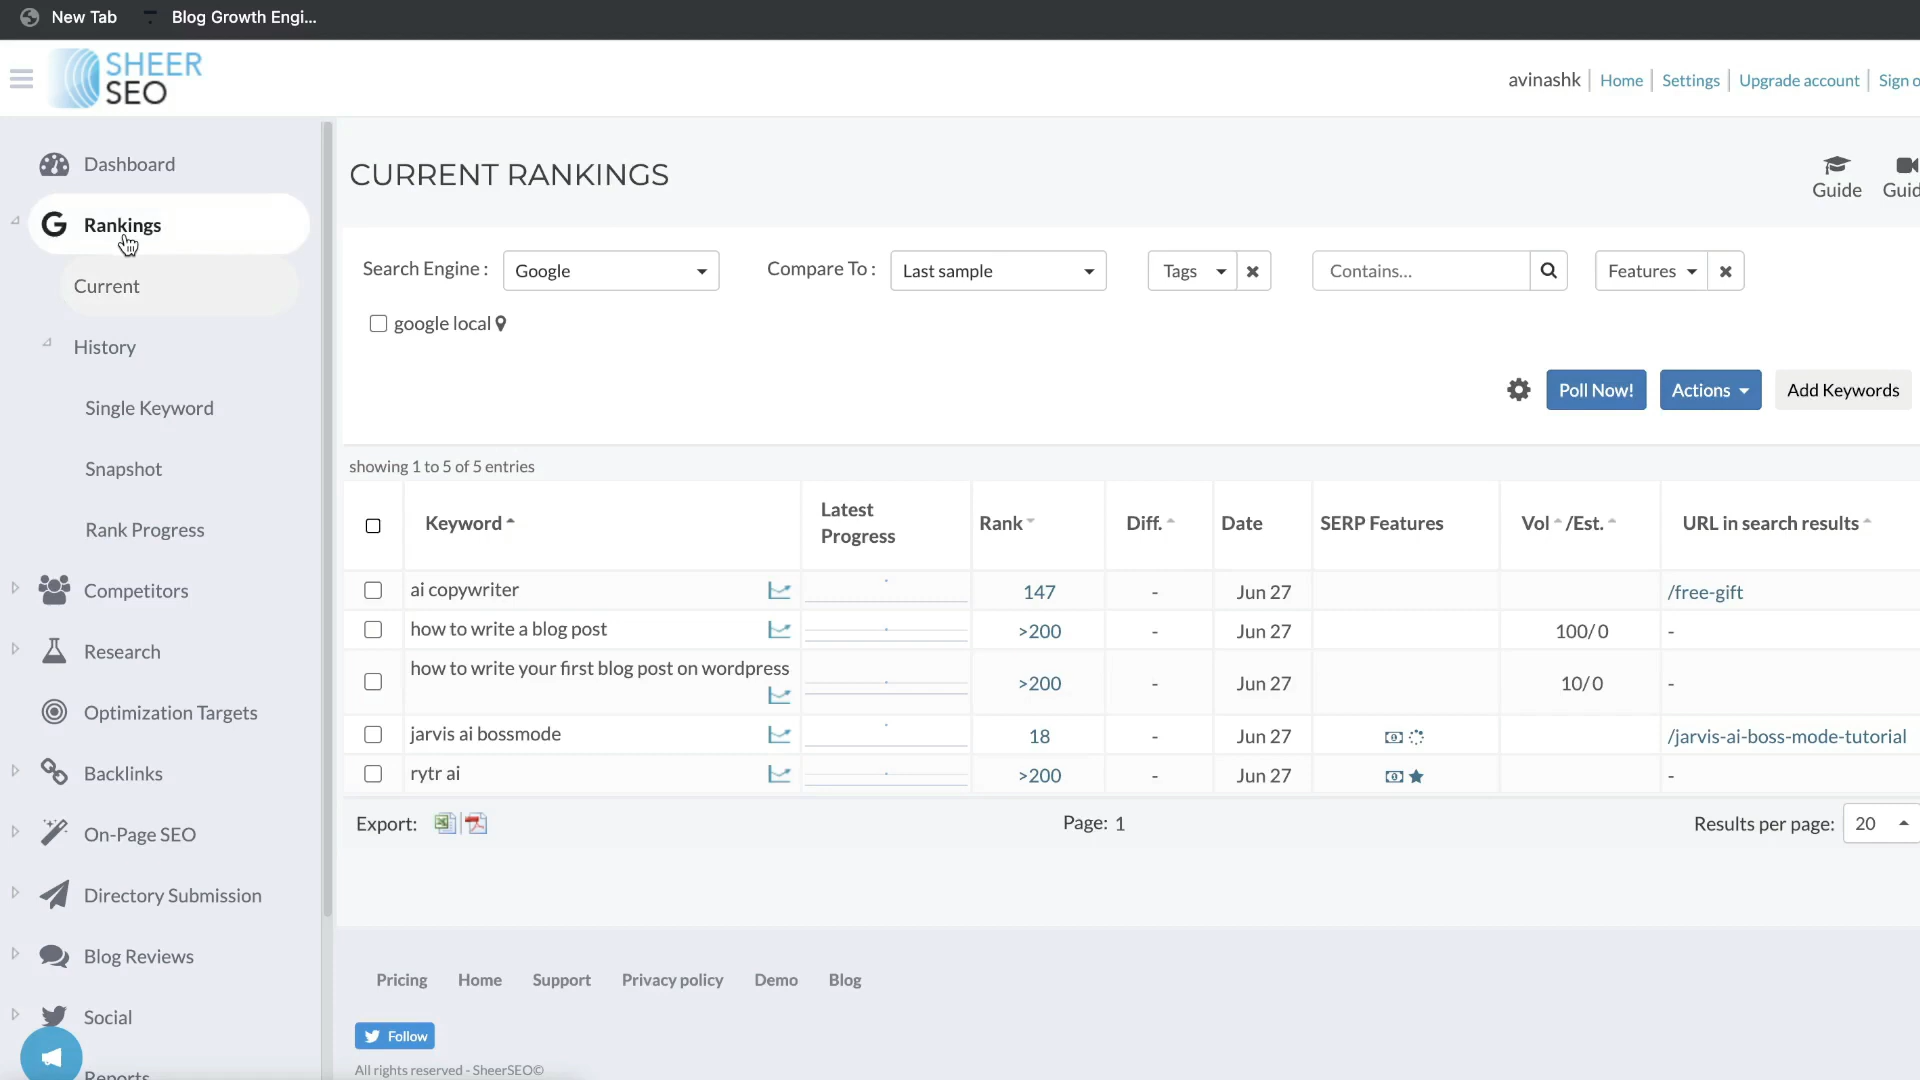 New Tab
Blog Growth Engi...
SHEER
SEO
avinashk
Home
Settings
Upgrade account
Sign o
Dashboard
Rankings
Current
History
Single Keyword
Snapshot
Rank Progress
Competitors
Research
Optimization Targets
Backlinks
On-Page SEO
Directory Submission
Blog Reviews
Social
Reports
CURRENT RANKINGS
Guide
Guid
Search Engine :
Google
Compare To :
Last sample
Tags
Contains...
Features
google local
Poll Now!
Actions
Add Keywords
showing 1 to 5 of 5 entries
Keyword
Latest
Progress
Rank
Diff.
Date
SERP Features
Vol /Est.
URL in search results
ai copywriter 147 - Jun 27 /free-gift
how to write a blog post >200 - Jun 27 100/0 -
how to write your first blog post on wordpress >200 - Jun 27 10/0 -
jarvis ai bossmode 18 - Jun 27 /jarvis-ai-boss-mode-tutorial
rytr ai >200 - Jun 27 -
Export:
Page: 1
Results per page: 20
Pricing
Home
Support
Privacy policy
Demo
Blog
Follow
All rights reserved - SheerSEO©